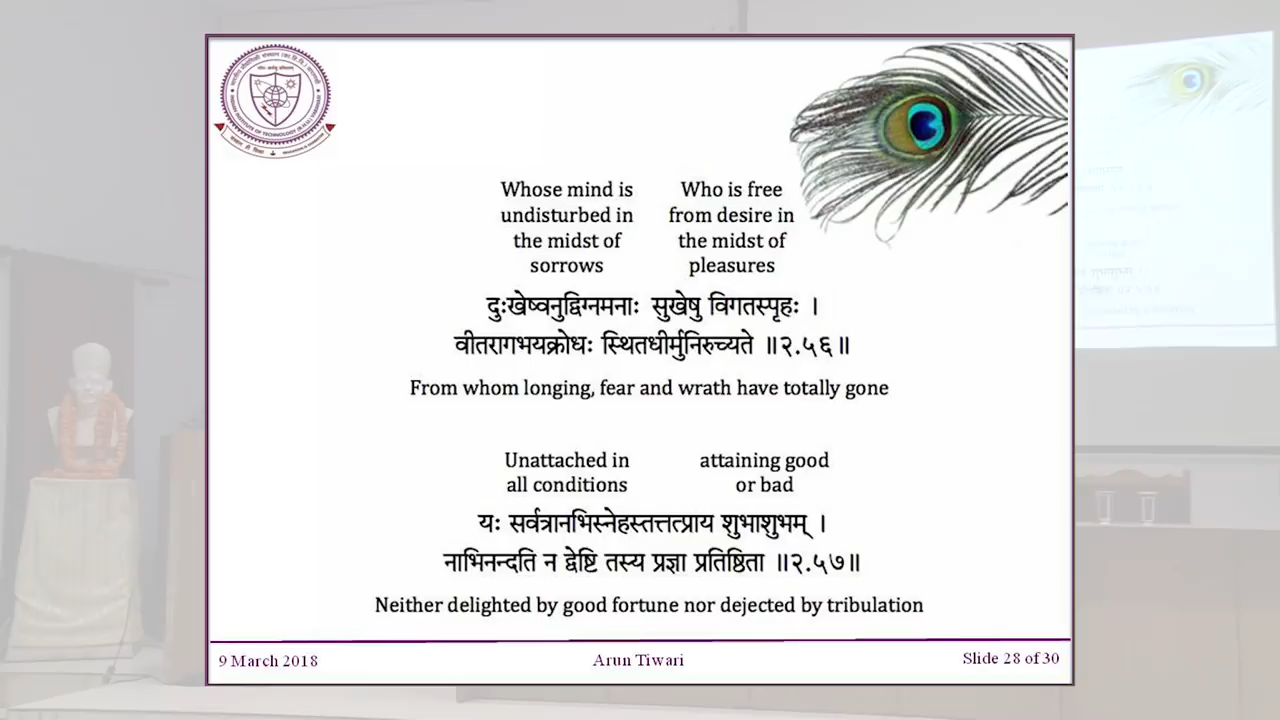 Whose mind is
undisturbed in
the midst of
sorrows
Who is free
from desire in
the midst of
pleasures
दुःखेष्वनुद्विग्नमनाः सुखेषु विगतस्पृहः ।
वीतरागभयक्रोधः स्थितधीर्मुनिरुच्यते ॥२.५६॥
From whom longing, fear and wrath have totally gone
Unattached in
all conditions
attaining good
or bad
यः सर्वत्रानभिस्नेहस्तत्तत्प्राय शुभाशुभम् ।
नाभिनन्दति न द्वेष्टि तस्य प्रज्ञा प्रतिष्ठिता ॥२.५७॥
Neither delighted by good fortune nor dejected by tribulation
9 March 2018
Arun Tiwari
Slide 28 of 30